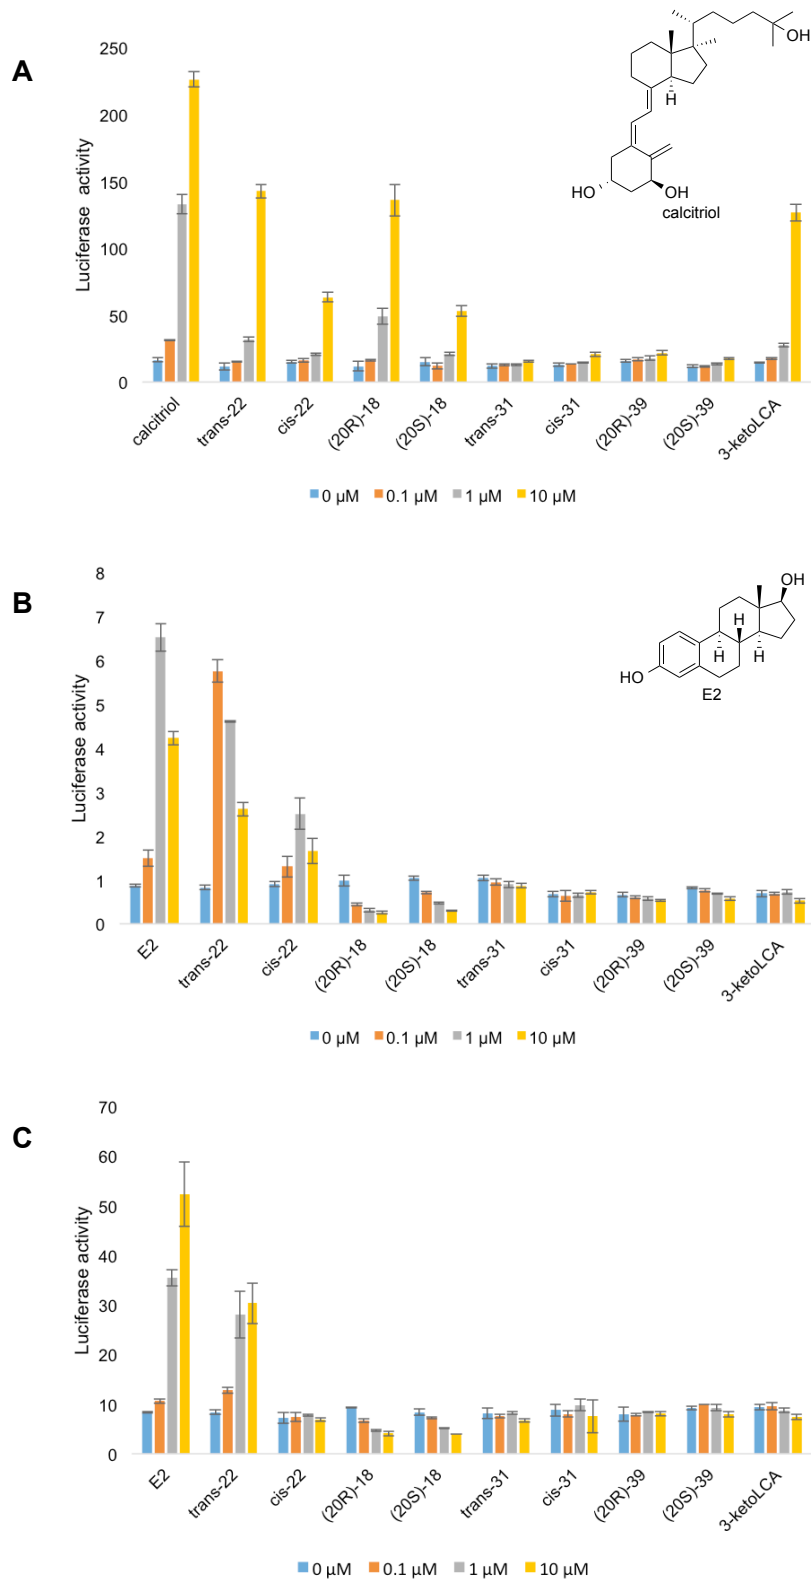 A
250
200
150
100
50
0
Luciferase activity
H
OH
HO
OH
calcitriol
calcitriol
trans-22
cis-22
(20R)-18
(20S)-18
trans-31
cis-31
(20R)-39
(20S)-39
3-ketoLCA
0 μM 0.1 μM 1 μM 10 μM
B
8
7
6
5
4
3
2
1
0
Luciferase activity
OH
H
H
H
HO
E2
E2
trans-22
cis-22
(20R)-18
(20S)-18
trans-31
cis-31
(20R)-39
(20S)-39
3-ketoLCA
0 μM 0.1 μM 1 μM 10 μM
C
70
60
50
40
30
20
10
0
Luciferase activity
E2
trans-22
cis-22
(20R)-18
(20S)-18
trans-31
cis-31
(20R)-39
(20S)-39
3-ketoLCA
0 μM 0.1 μM 1 μM 10 μM